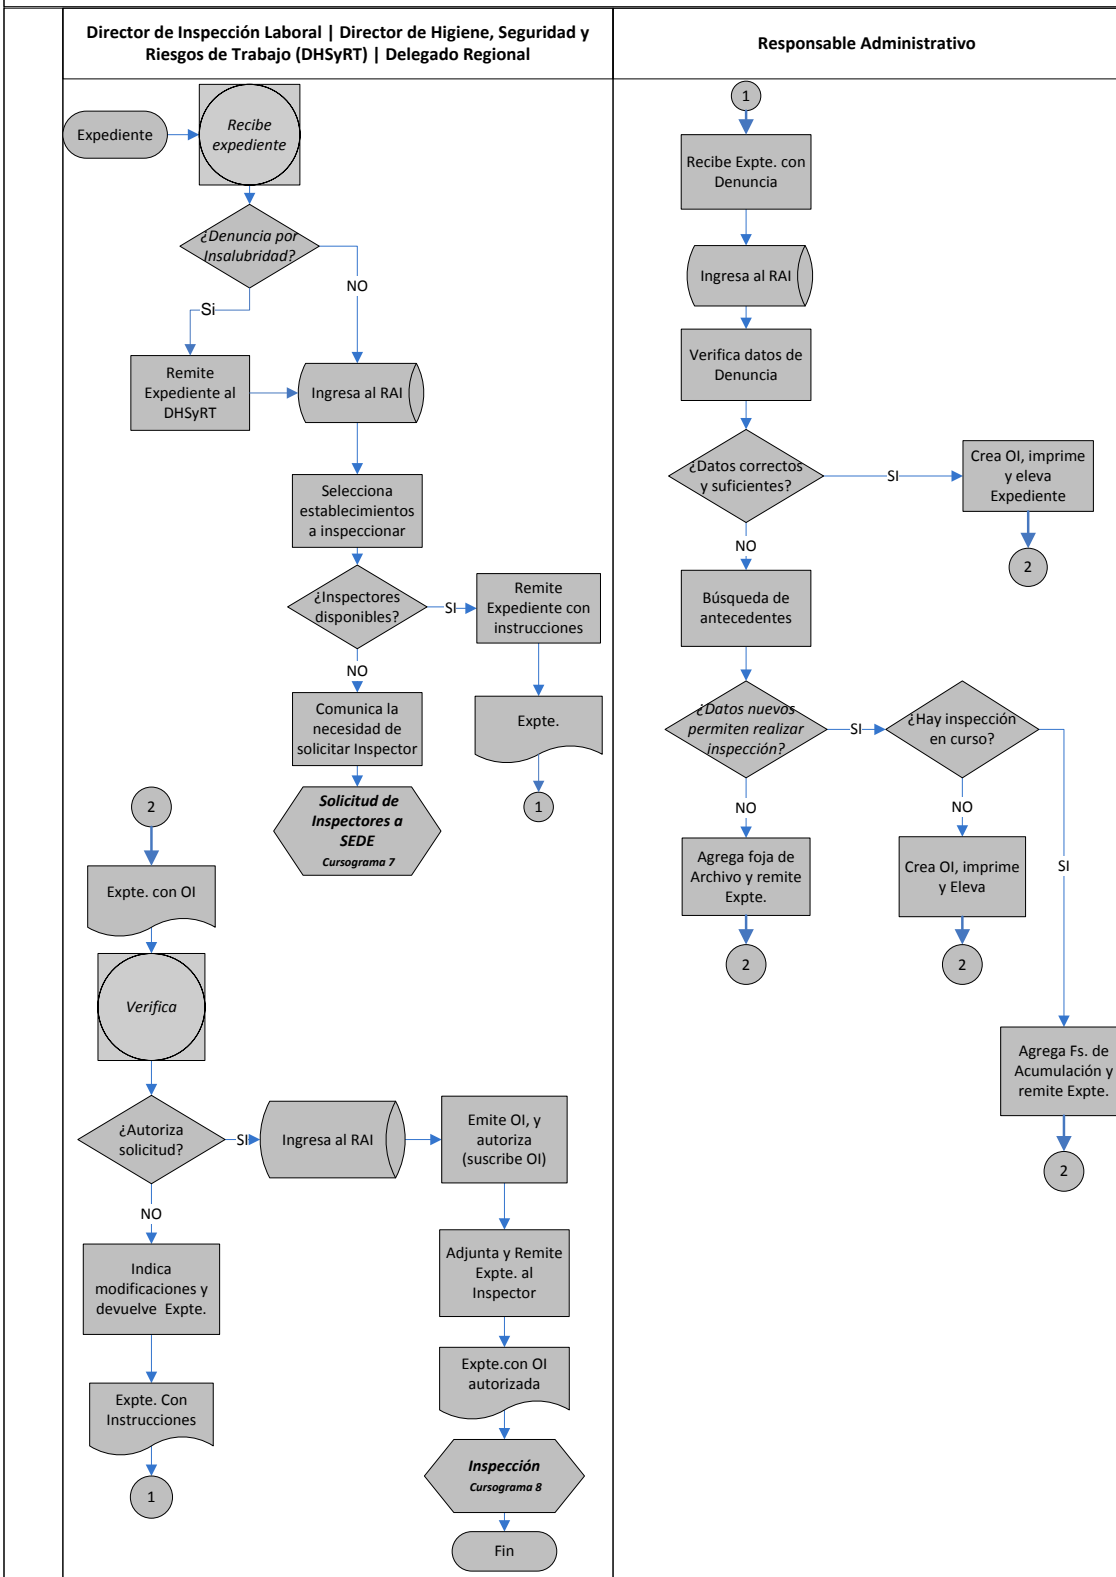 Director de Inspección Laboral | Director de Higiene, Seguridad y
Riesgos de Trabajo (DHSyRT) | Delegado Regional
Expediente
Recibe
expediente
¿Denuncia por
Insalubridad?
NO
Si
Remite
Expediente al
DHSyRT
Ingresa al RAI
Selecciona
establecimientos
a inspeccionar
¿Inspectores
disponibles?
SI
Remite
Expediente con
instrucciones
NO
Comunica la
necesidad de
solicitar Inspector
Expte.
1
Solicitud de
Inspectores a
SEDE
Cursograma 7
2
Expte. con OI
Verifica
¿Autoriza
solicitud?
SI
Ingresa al RAI
Emite OI, y
autoriza
(suscribe OI)
NO
Indica
modificaciones y
devuelve Expte.
Adjunta y Remite
Expte. al
Inspector
Expte. Con
Instrucciones
1
Expte.con OI
autorizada
Inspección
Cursograma 8
Fin
Responsable Administrativo
1
Recibe Expte. con
Denuncia
Ingresa al RAI
Verifica datos de
Denuncia
¿Datos correctos
y suficientes?
SI
Crea OI, imprime
y eleva
Expediente
2
NO
Búsqueda de
antecedentes
¿Datos nuevos
permiten realizar
inspección?
SI
¿Hay inspección
en curso?
NO
NO
SI
Agrega foja de
Archivo y remite
Expte.
Crea OI, imprime
y Eleva
2
2
Agrega Fs. de
Acumulación y
remite Expte.
2